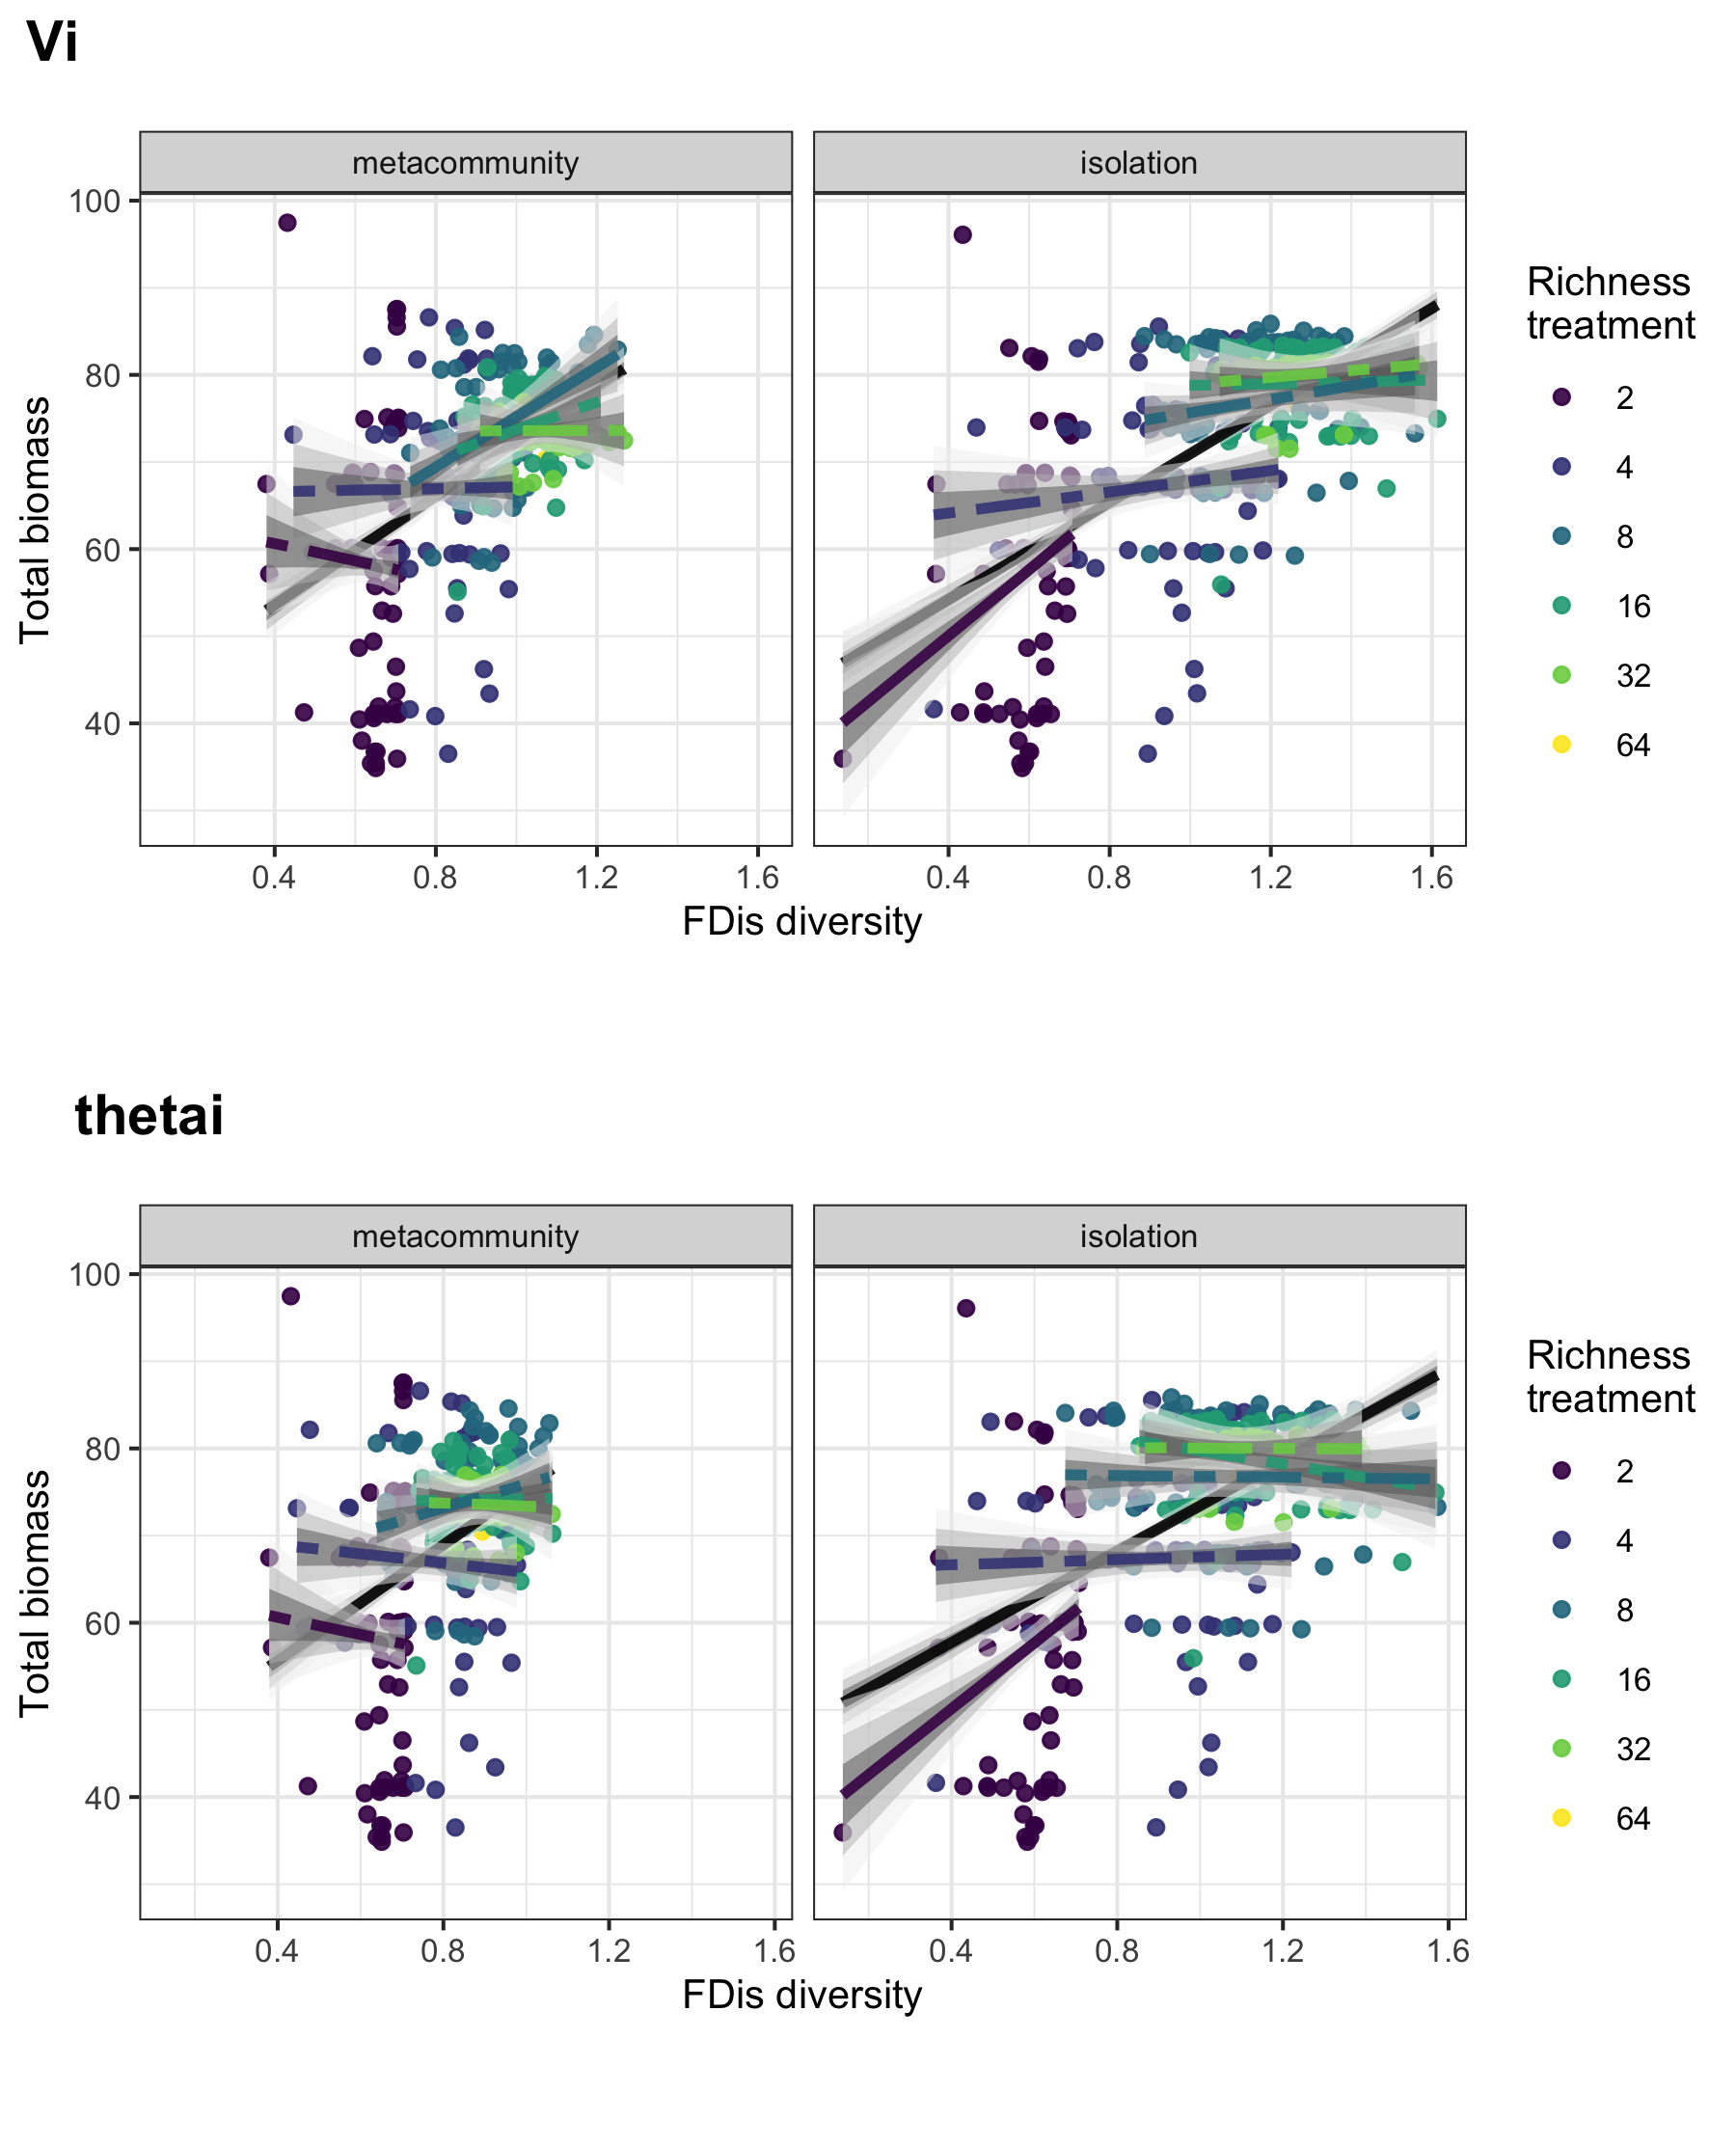 Vi
metacommunity
isolation
100
80
60
40
Total biomass
0.4 0.8 1.2 1.6
0.4 0.8 1.2 1.6
FDis diversity
Richness
treatment
2
4
8
16
32
64
thetai
metacommunity
isolation
100
80
60
40
Total biomass
0.4 0.8 1.2 1.6
0.4 0.8 1.2 1.6
FDis diversity
Richness
treatment
2
4
8
16
32
64